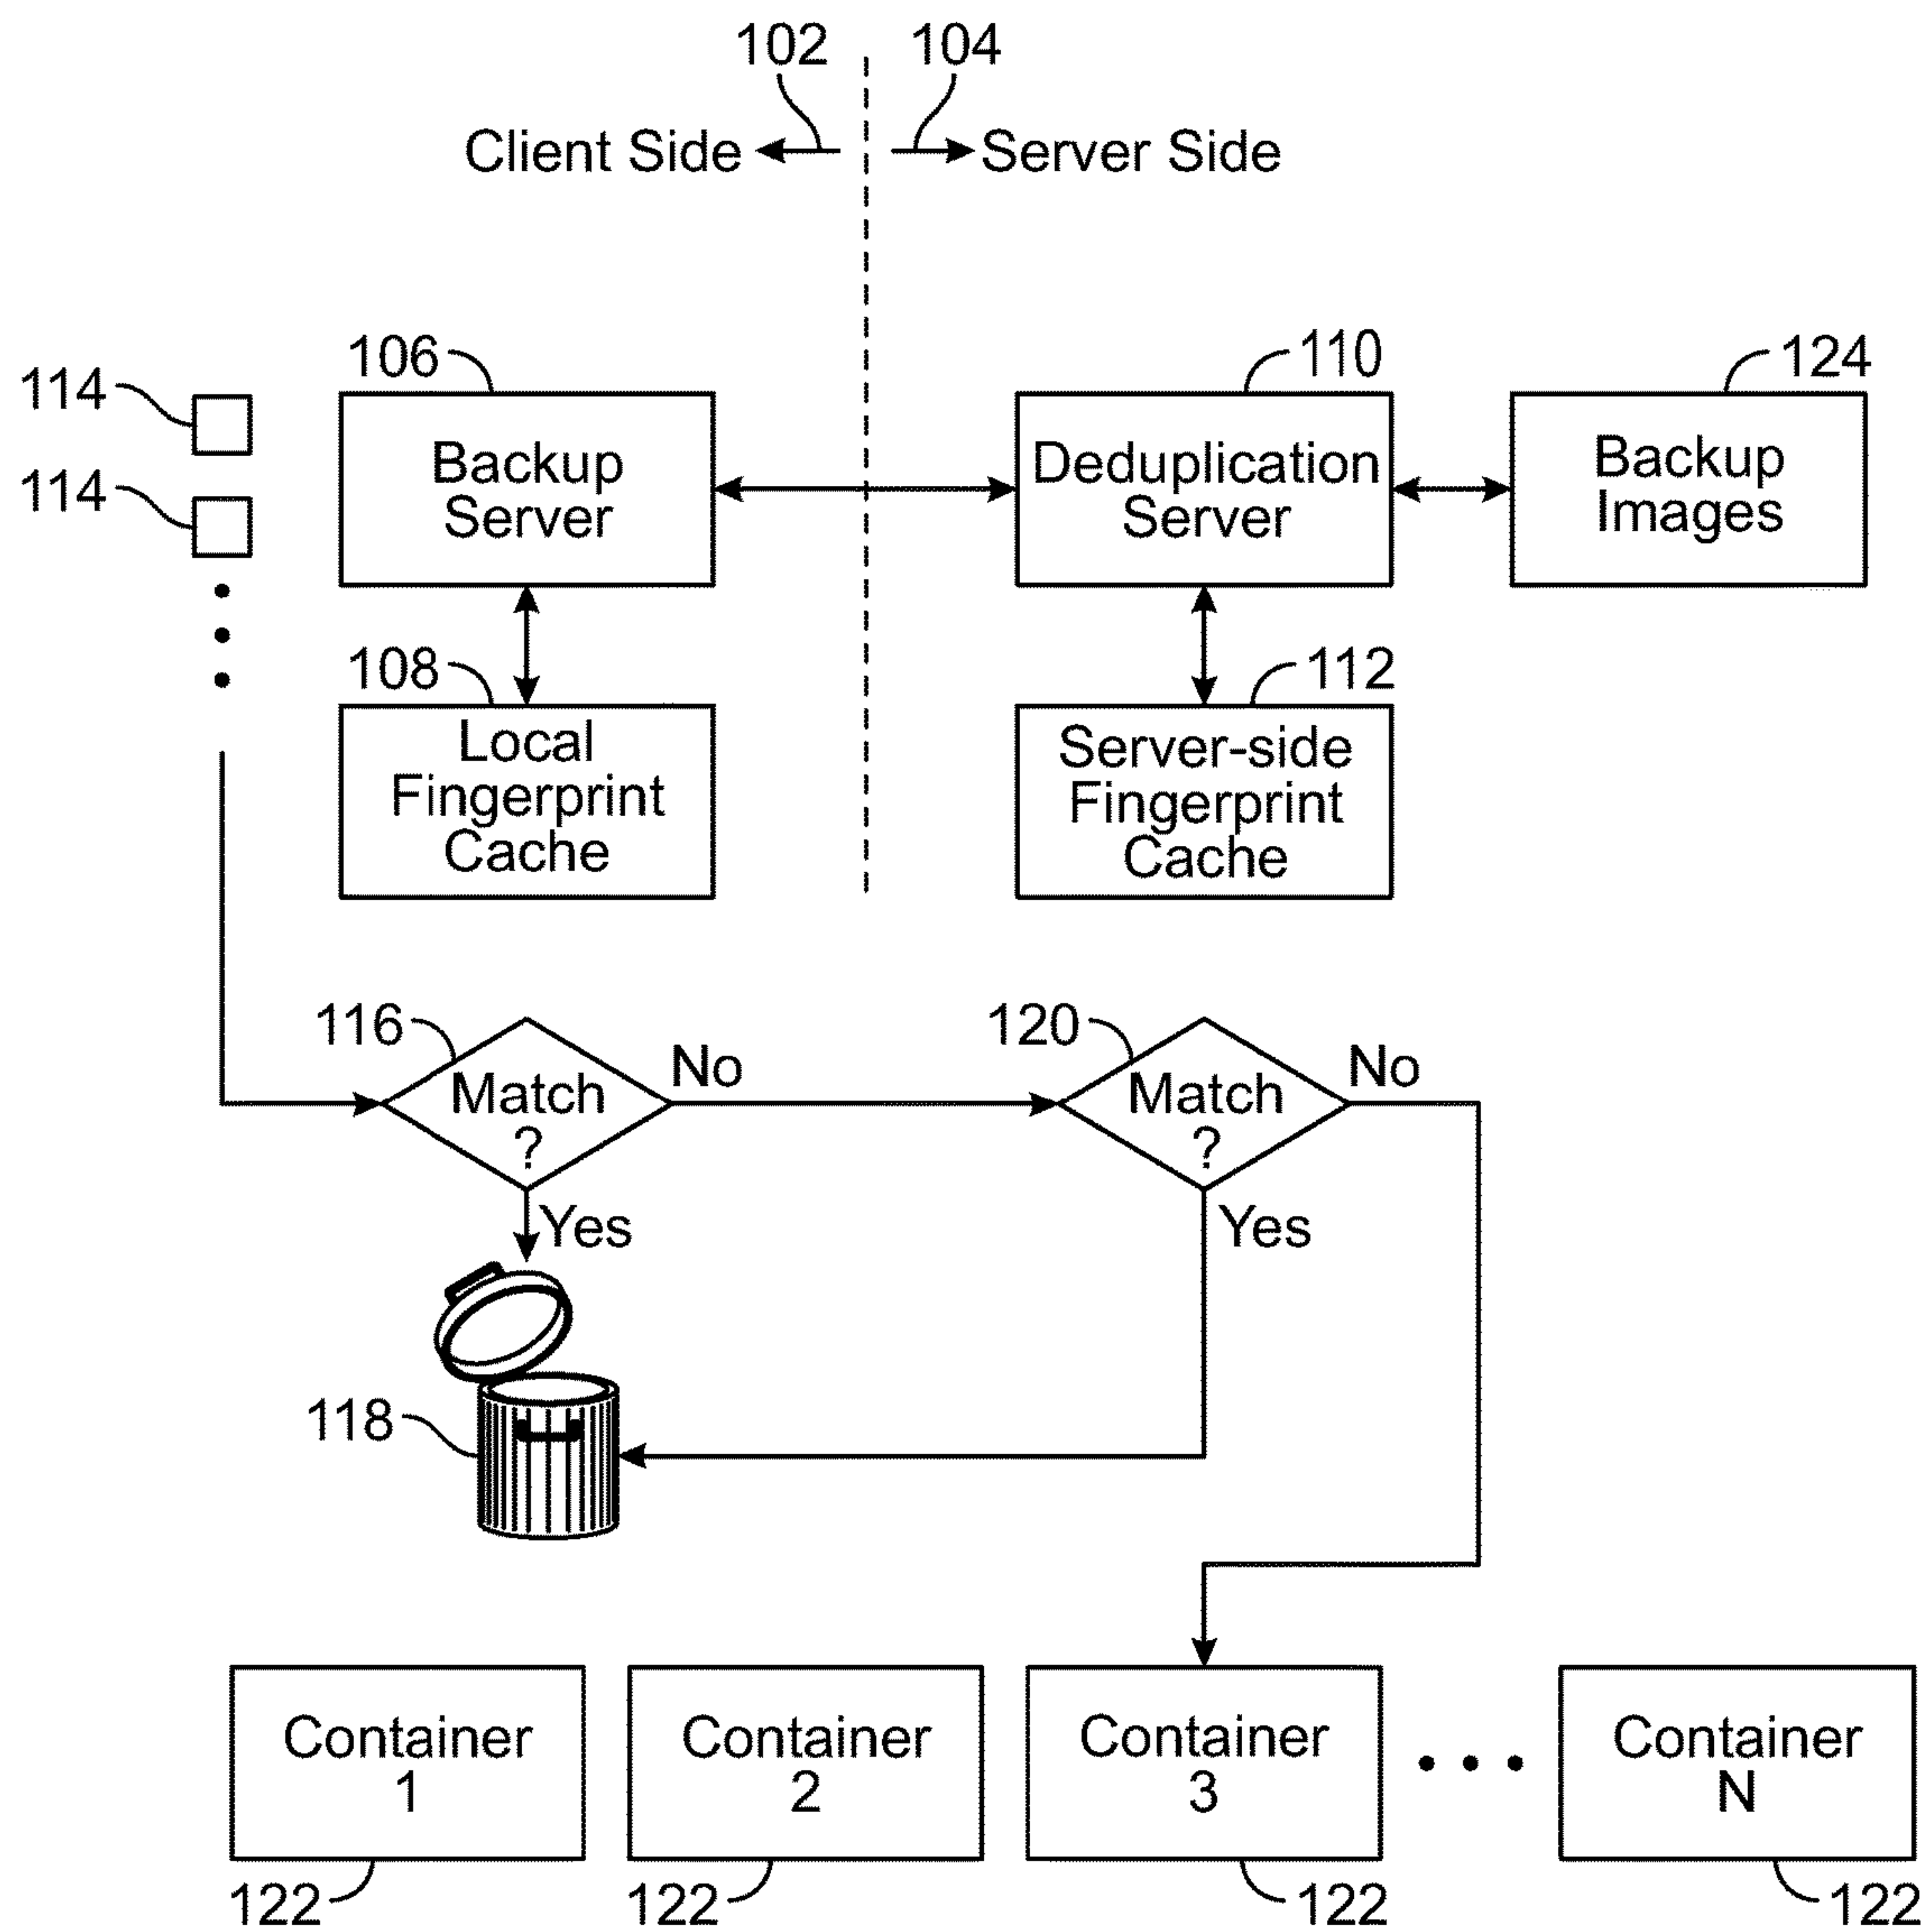 102
104
Client Side
Server Side
106
110
124
114
114
Backup
Server
Deduplication
Server
Backup
Images
108
112
Local
Fingerprint
Cache
Server-side
Fingerprint
Cache
116
Match
?
No
120
Match
?
No
Yes
Yes
118
Container
1
Container
2
Container
3
Container
N
122
122
122
122